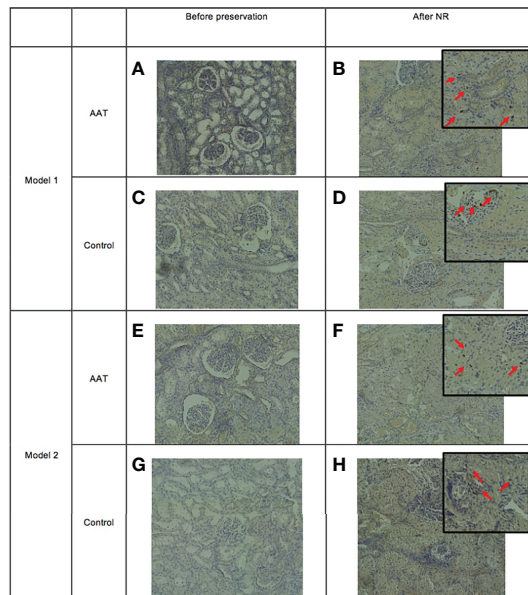 Before preservation
After NR
A
B
AAT
Model 1
C
D
Control
E
F
AAT
Model 2
G
H
Control